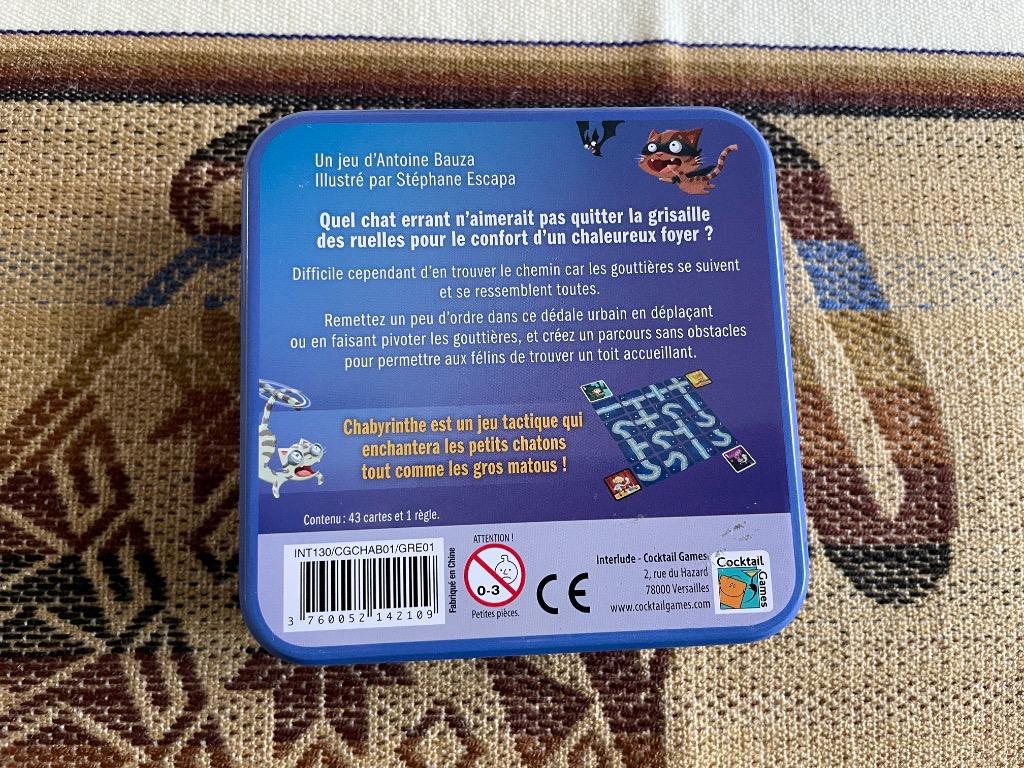 Un jeu d'Antoine Bauza
Illustré par Stéphane Escapa
Quel chat errant n'aimerait pas quitter la grisaille
des ruelles pour le confort d'un chaleureux foyer ?
Difficile cependant d'en trouver le chemin car les gouttières se suivent
et se ressemblent toutes.
Remettez un peu d'ordre dans ce dédale urbain en déplaçant
ou en faisant pivoter les gouttières, et créez un parcours sans obstacles
pour permettre aux félins de trouver un toit accueillant.
Chabyrinthe est un jeu tactique qui
enchantera les petits chatons
tout comme les gros matous !
Contenu : 43 cartes et 1 règle.
INT130/CGCHAB01/GRE01
3 760052 142109
Fabriqué en Chine
ATTENTION !
0-3
Petites pièces.
CE
Interlude - Cocktail Games
2, rue du Hazard
78000 Versailles
www.cocktailgames.com
Cocktail
Games